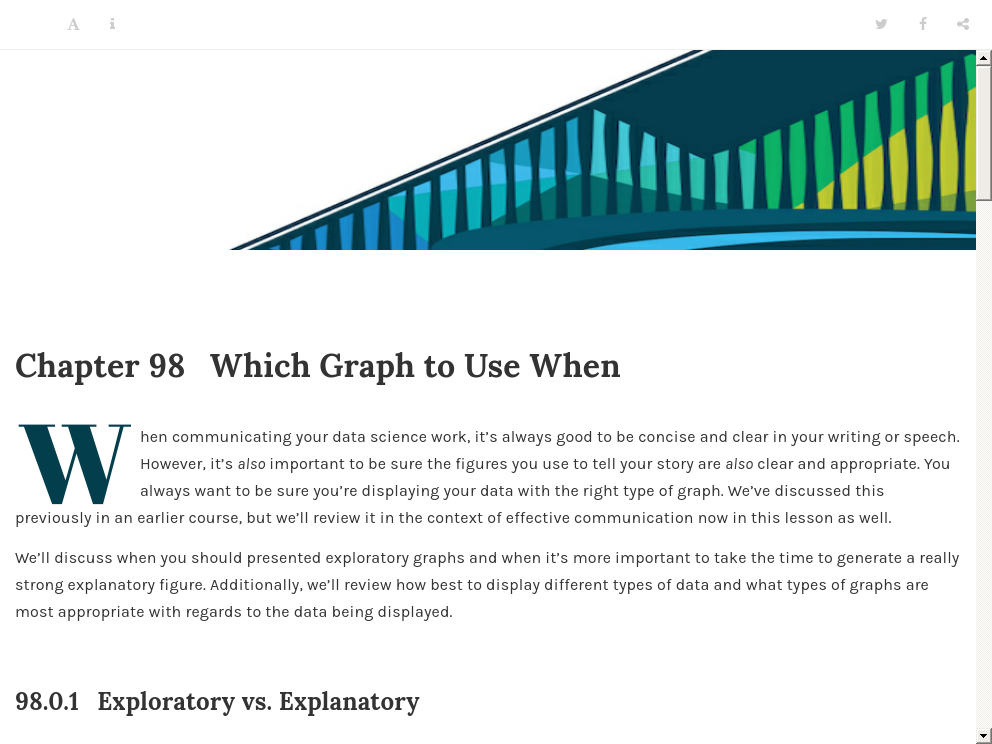 Chapter 98 Which Graph to Use When
When communicating your data science work, it’s always good to be concise and clear in your writing or speech.
However, it’s also important to be sure the figures you use to tell your story are also clear and appropriate. You
always want to be sure you’re displaying your data with the right type of graph. We’ve discussed this
previously in an earlier course, but we’ll review it in the context of effective communication now in this lesson as well.
We’ll discuss when you should presented exploratory graphs and when it’s more important to take the time to generate a really
strong explanatory figure. Additionally, we’ll review how best to display different types of data and what types of graphs are
most appropriate with regards to the data being displayed.
98.0.1 Exploratory vs. Explanatory